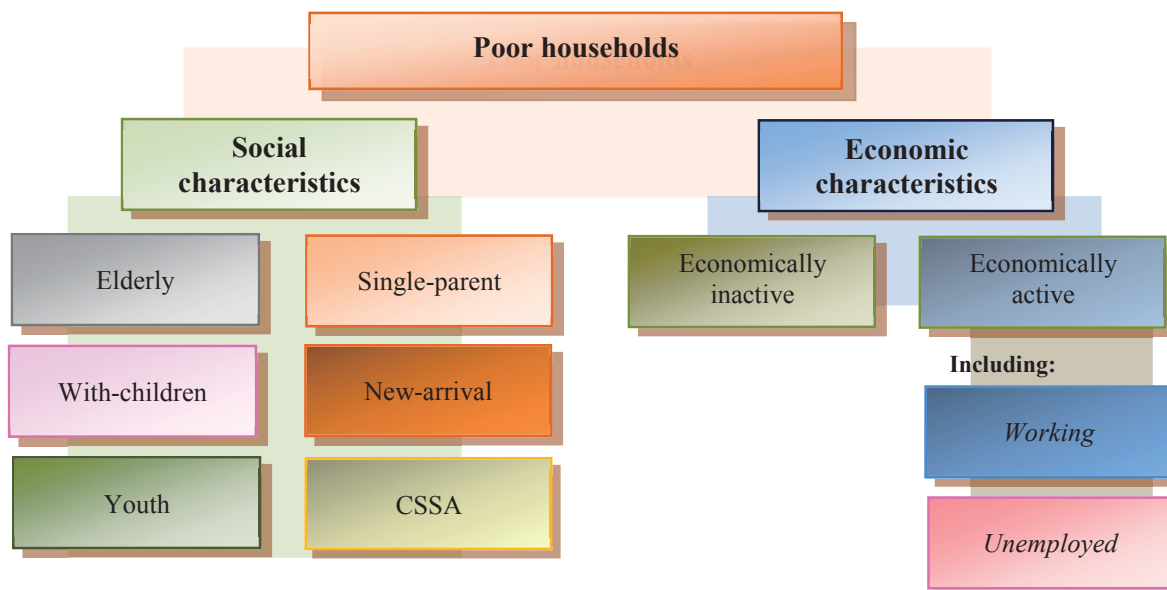 Poor households
Social
characteristics
Economic
characteristics
Elderly
Single-parent
With-children
New-arrival
Youth
CSSA
Economically
inactive
Economically
active
Including:
Working
Unemployed